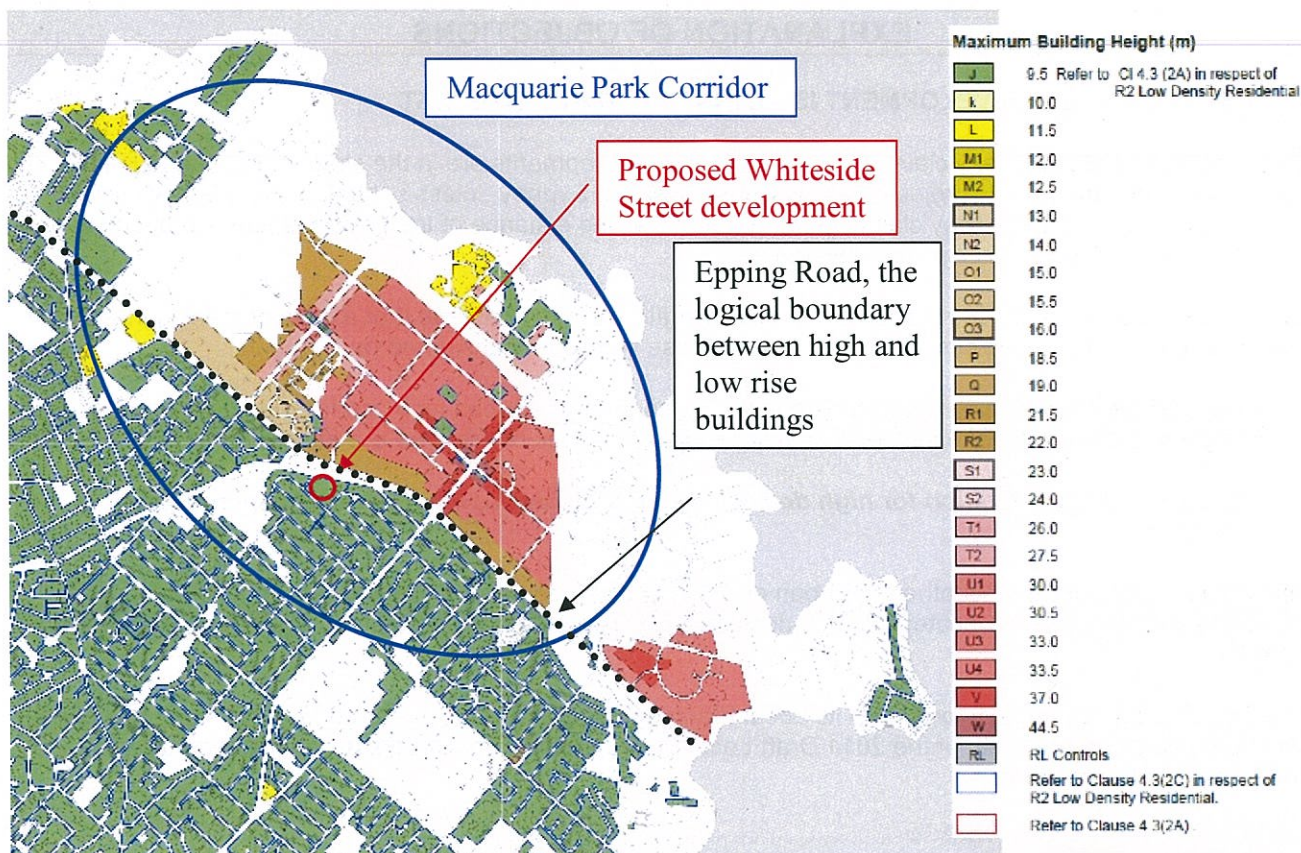 Macquarie Park Corridor
Proposed Whiteside
Street development
Epping Road, the
logical boundary
between high and
low rise
buildings
Maximum Building Height (m)
J 9.5 Refer to Cl 4.3 (2A) in respect of
R2 Low Density Residential
k 10.0
L 11.5
M1 12.0
M2 12.5
N1 13.0
N2 14.0
O1 15.0
O2 15.5
O3 16.0
P 18.5
Q 19.0
R1 21.5
R2 22.0
S1 23.0
S2 24.0
T1 26.0
T2 27.5
U1 30.0
U2 30.5
U3 33.0
U4 33.5
V 37.0
W 44.5
RL RL Controls
Refer to Clause 4.3(2C) in respect of
R2 Low Density Residential.
Refer to Clause 4.3(2A)